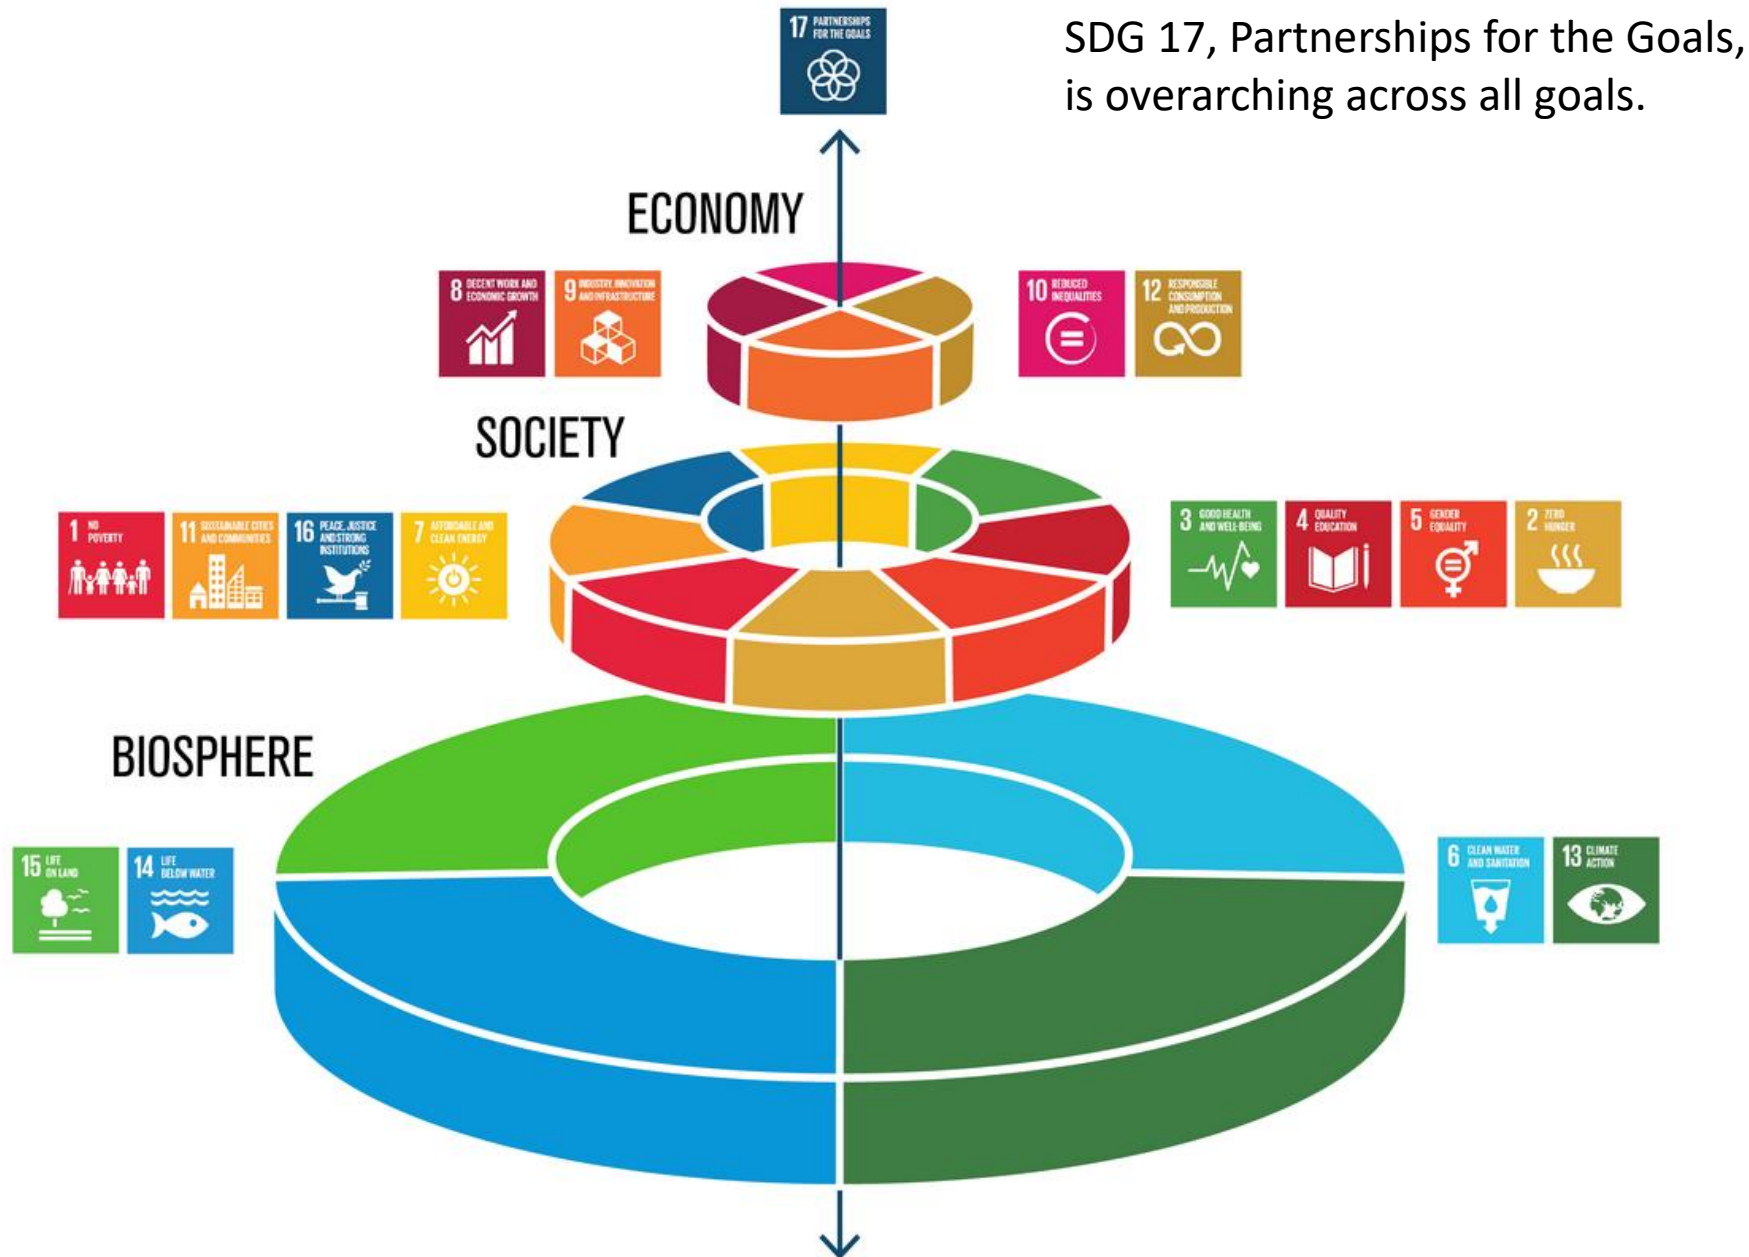 SDG 17, Partnerships for the Goals,
is overarching across all goals.
17 PARTNERSHIPS
FOR THE GOALS
ECONOMY
8 DECENT WORK AND
ECONOMIC GROWTH
9 INDUSTRY, INNOVATION
AND INFRASTRUCTURE
10 REDUCED
INEQUALITIES
12 RESPONSIBLE
CONSUMPTION
AND PRODUCTION
SOCIETY
1 NO
POVERTY
11 SUSTAINABLE CITIES
AND COMMUNITIES
16 PEACE, JUSTICE
AND STRONG
INSTITUTIONS
7 AFFORDABLE AND
CLEAN ENERGY
3 GOOD HEALTH
AND WELL-BEING
4 QUALITY
EDUCATION
5 GENDER
EQUALITY
2 ZERO
HUNGER
BIOSPHERE
15 LIFE
ON LAND
14 LIFE
BELOW WATER
6 CLEAN WATER
AND SANITATION
13 CLIMATE
ACTION